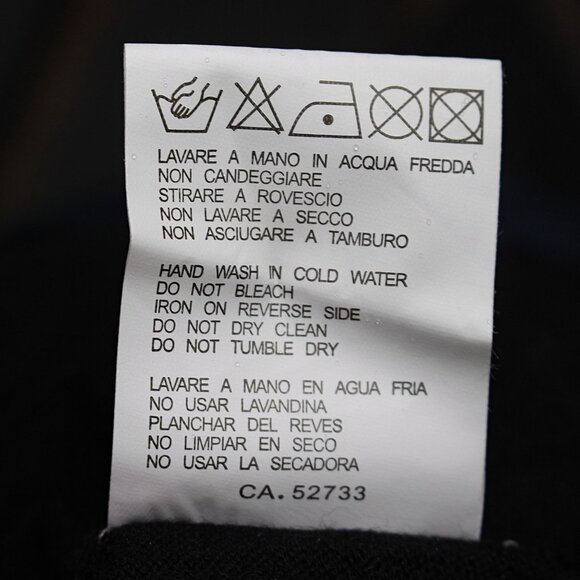 LAVARE A MANO IN ACQUA FREDDA
NON CANDEGGIARE
STIRARE A ROVESCIO
NON LAVARE A SECCO
NON ASCIUGARE A TAMBURO
HAND WASH IN COLD WATER
DO NOT BLEACH
IRON ON REVERSE SIDE
DO NOT DRY CLEAN
DO NOT TUMBLE DRY
LAVARE A MANO EN AGUA FRIA
NO USAR LAVANDINA
PLANCHAR DEL REVES
NO LIMPIAR EN SECO
NO USAR LA SECADORA
CA. 52733